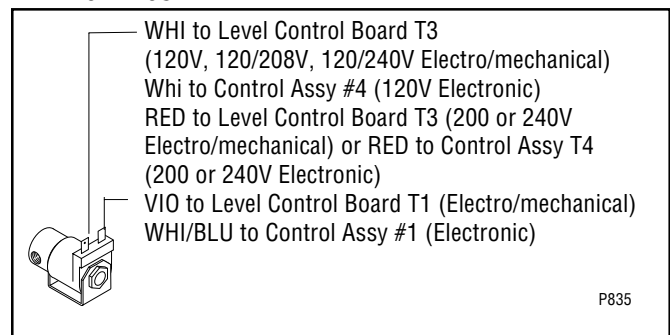 WHI to Level Control Board T3
(120V, 120/208V, 120/240V Electro/mechanical)
Whi to Control Assy #4 (120V Electronic)
RED to Level Control Board T3 (200 or 240V
Electro/mechanical) or RED to Control Assy T4
(200 or 240V Electronic)
VIO to Level Control Board T1 (Electro/mechanical)
WHI/BLU to Control Assy #1 (Electronic)
P835